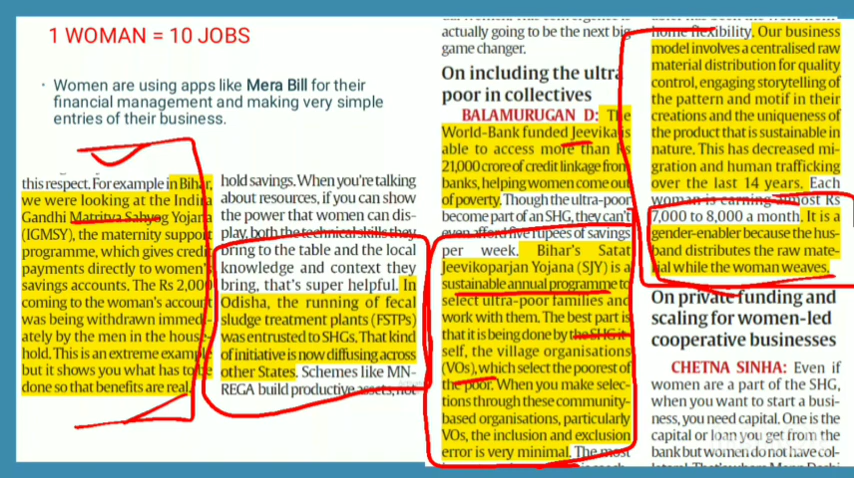 1 WOMAN = 10 JOBS
• Women are using apps like Mera Bill for their
financial management and making very simple
entries of their business.
this respect. For example in Bihar,
we were looking at the Indira
Gandhi Matritva Sahyog Yojana
(IGMSY), the maternity support
programme, which gives credit
payments directly to women's
savings accounts. The Rs 2,000
coming to the woman's account
was being withdrawn immedi-
ately by the men in the house-
hold. This is an extreme example
but it shows you what has to be
done so that benefits are real.
hold savings. When you're talking
about resources, if you can show
the power that women can dis-
play, both the technical skills they
bring to the table and the local
knowledge and context they
bring, that's super helpful. In
Odisha, the running of fecal
sludge treatment plants (FSTPs)
was entrusted to SHGs. That kind
of initiative is now diffusing across
other States. Schemes like MN-
REGA build productive assets, not
actually going to be the next big
game changer.
On including the ultra
poor in collectives
BALAMURUGAN D: The
World-Bank funded Jeevika is
able to access more than Rs
21,000 crore of credit linkage from
banks, helping women come out
of poverty. Though the ultra-poor
become part of an SHG, they can't
even afford five rupees of savings
per week. Bihar's Satat
Jeevikoparjan Yojana (SJY) is a
sustainable annual programme to
select ultra-poor families and
work with them. The best part is
that it is being done by the SHG it-
self, the village organisations
(VOs), which select the poorest of
the poor. When you make selec-
tions through these community-
based organisations, particularly
VOs, the inclusion and exclusion
error is very minimal. The most
home flexibility. Our business
model involves a centralised raw
material distribution for quality
control, engaging storytelling of
the pattern and motif in their
creations and the uniqueness of
the product that is sustainable in
nature. This has decreased mi-
gration and human trafficking
over the last 14 years. Each
woman is earning almost Rs
7,000 to 8,000 a month. It is a
gender-enabler because the hus-
band distributes the raw mate-
rial while the woman weaves.
On private funding and
scaling for women-led
cooperative businesses
CHETNA SINHA: Even if
women are a part of the SHG,
when you want to start a busi-
ness, you need capital. One is the
capital or loan you get from the
bank but women do not have col-